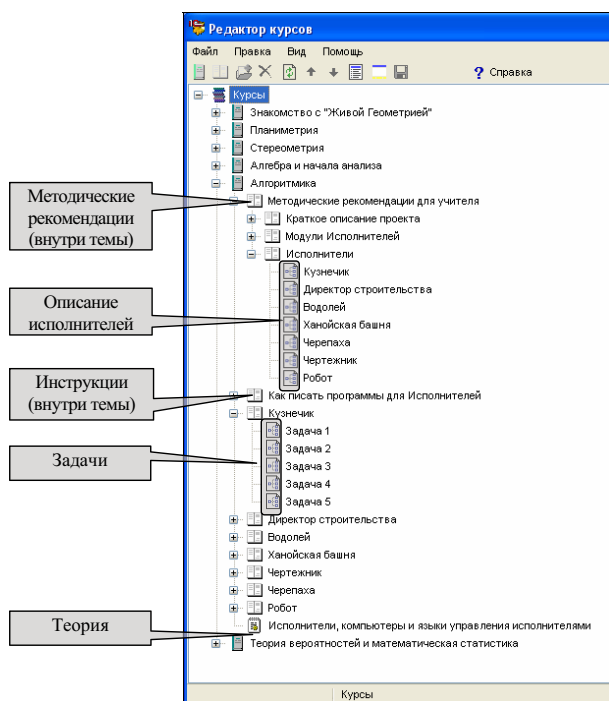 Редактор курсов
Файл Правка Вид Помощь
? Справка
Курсы
Знакомство с "Живой Геометрией"
Планиметрия
Стереометрия
Алгебра и начала анализа
Алгоритмика
Методические рекомендации для учителя
Краткое описание проекта
Модули Исполнителей
Исполнители
Кузнечик
Директор строительства
Водолей
Ханойская башня
Черепаха
Чертежник
Робот
Как писать программы для Исполнителей
Кузнечик
Задача 1
Задача 2
Задача 3
Задача 4
Задача 5
Директор строительства
Водолей
Ханойская башня
Чертежник
Черепаха
Робот
Исполнители, компьютеры и языки управления исполнителями
Теория вероятностей и математическая статистика
Курсы
Методические
рекомендации
(внутри темы)
Описание
исполнителей
Инструкции
(внутри темы)
Задачи
Теория